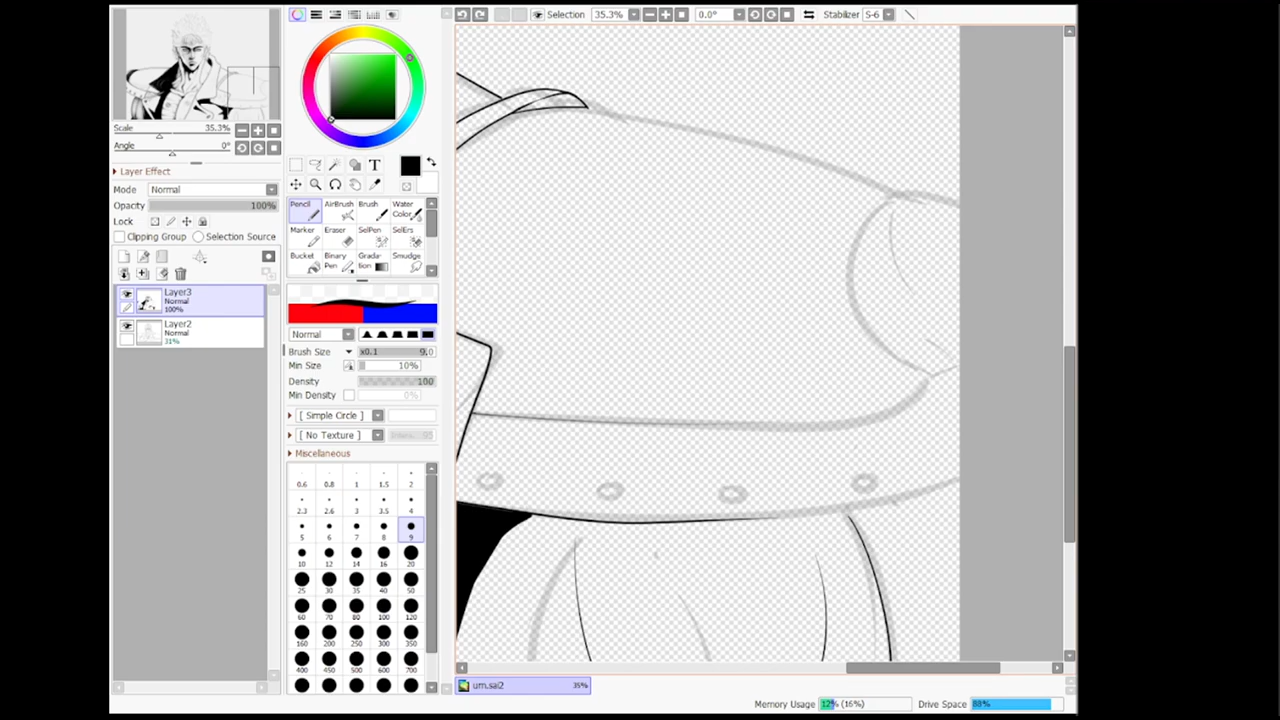 Selection 35.3% 0.0° Stabilizer S-6
Scale 35.3%
Angle 0°
Layer Effect
Mode Normal
Opacity 100%
Lock
Clipping Group Selection Source
Layer3
Normal
100%
Layer2
Normal
31%
T
Pencil AirBrush Brush Water Color
Marker Eraser SelPen SelErs
Bucket Binary Pen Grada-tion Smudge
Normal
Brush Size x0.1 9.0
Min Size 10%
Density 100
Min Density 0%
[ Simple Circle ]
[ No Texture ]
Miscellaneous
0.6 0.8 1 1.5 2
2.3 2.6 3 3.5 4
5 6 7 8 9
10 12 14 16 20
25 30 35 40 50
60 70 80 100 120
160 200 250 300 350
400 450 500 600 700
um.sai2 35%
Memory Usage 12% (16%) Drive Space 88%